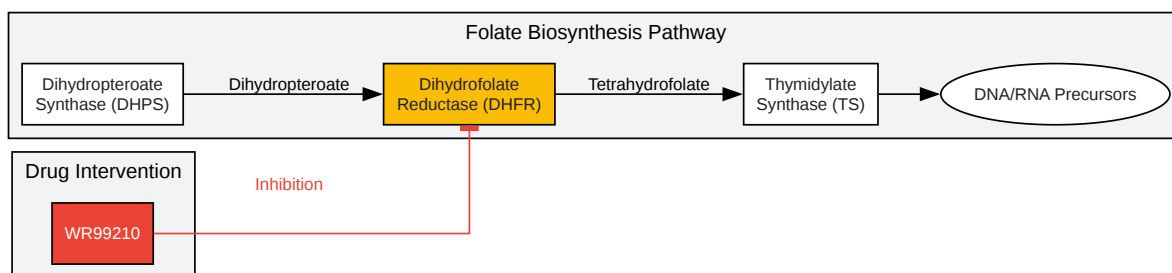 Folate Biosynthesis Pathway
Dihydropteroate
Synthase (DHPS)
Dihydropteroate
Dihydrofolate
Reductase (DHFR)
Tetrahydrofolate
Thymidylate
Synthase (TS)
DNA/RNA Precursors
Drug Intervention
Inhibition
WR99210